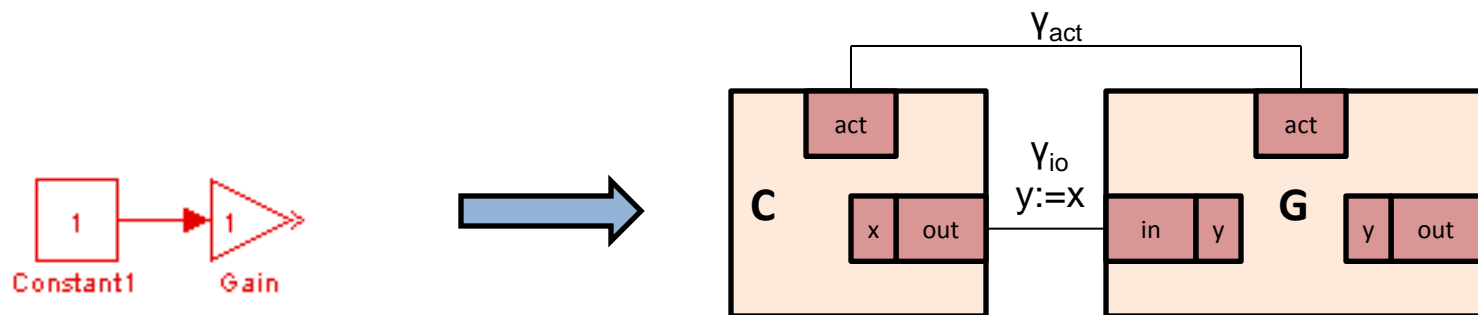 1
1
Constant1
Gain
γact
act
act
γio
y:=x
C
x
out
in
y
G
y
out